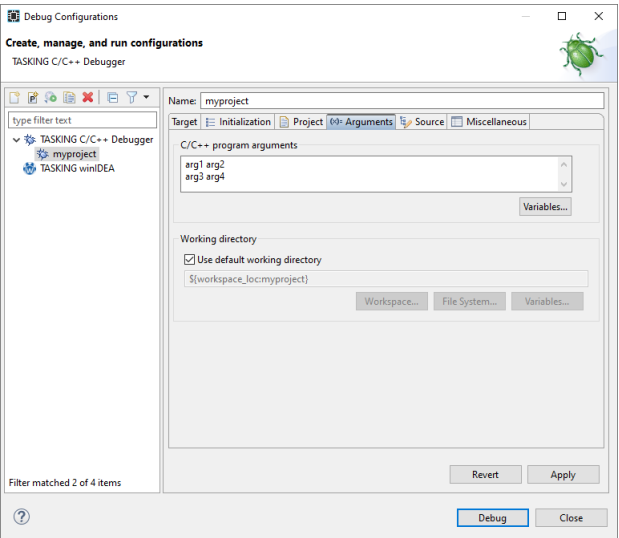 Debug Configurations
Create, manage, and run configurations
TASKING C/C++ Debugger
type filter text
TASKING C/C++ Debugger
myproject
TASKING winIDEA
Filter matched 2 of 4 items
Name: myproject
Target Initialization Project (x)= Arguments Source Miscellaneous
C/C++ program arguments
arg1 arg2
arg3 arg4
Variables...
Working directory
Use default working directory
${workspace_loc:myproject}
Workspace... File System... Variables...
Revert Apply
Debug Close